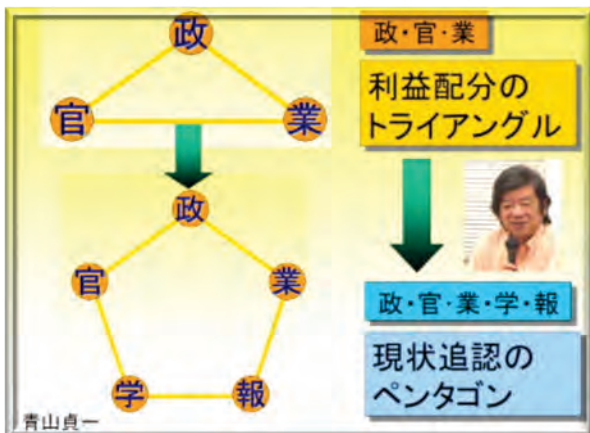 政
官
業
政
官
業
学
報
青山貞一
政・官・業
利益配分の
トライアングル
政・官・業・学・報
現状追認の
ペンタゴン